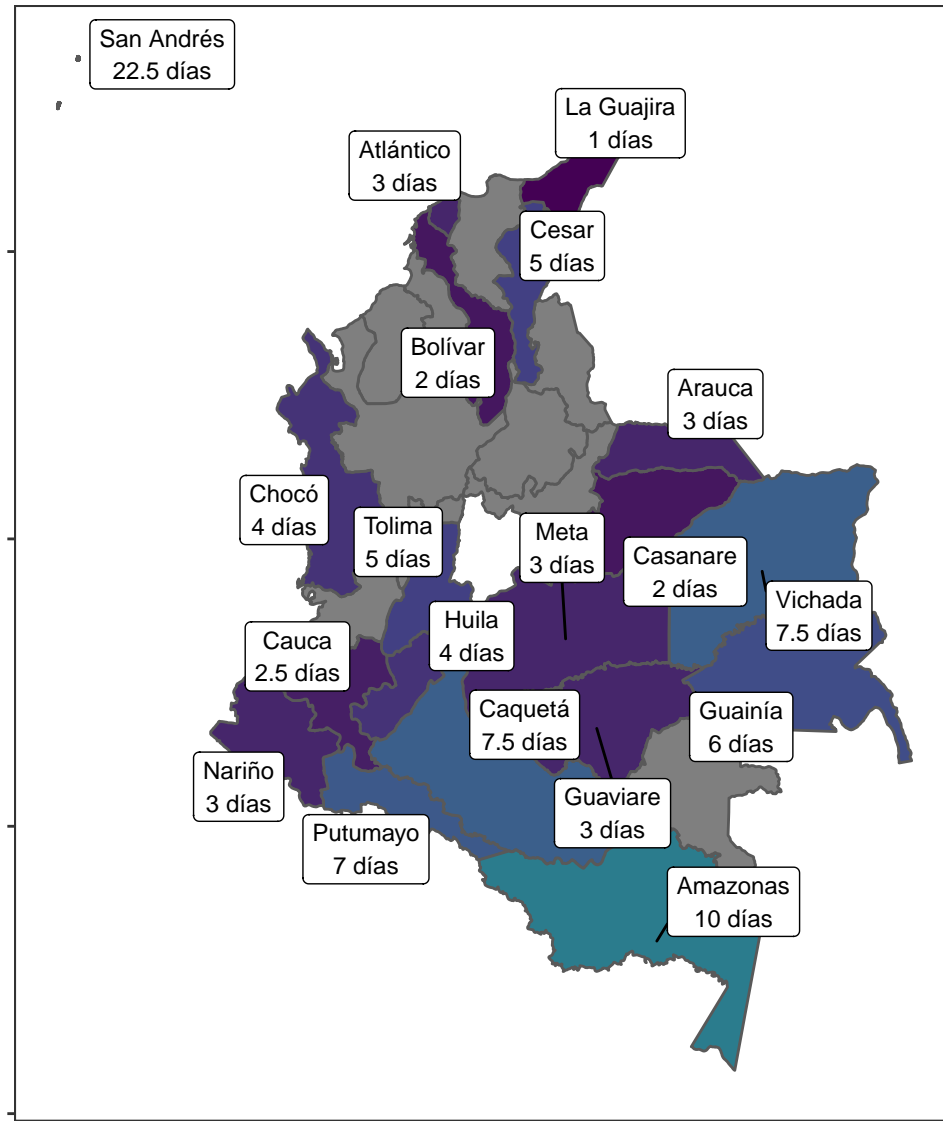 San Andrés
22.5 días
La Guajira
1 días
Atlántico
3 días
Cesar
5 días
Bolívar
2 días
Arauca
3 días
Chocó
4 días
Tolima
5 días
Meta
3 días
Casanare
2 días
Vichada
7.5 días
Huila
4 días
Cauca
2.5 días
Caquetá
7.5 días
Guainía
6 días
Nariño
3 días
Guaviare
3 días
Putumayo
7 días
Amazonas
10 días